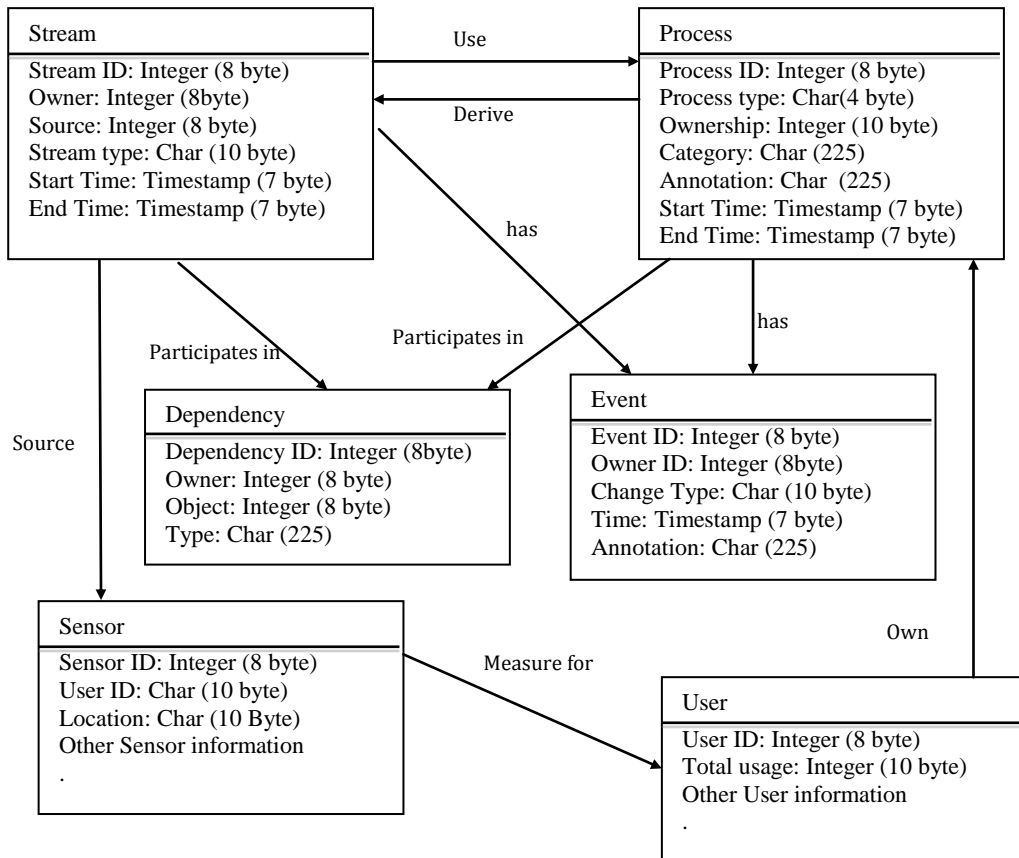 Stream
Stream ID: Integer (8 byte)
Owner: Integer (8byte)
Source: Integer (8 byte)
Stream type: Char (10 byte)
Start Time: Timestamp (7 byte)
End Time: Timestamp (7 byte)
Use
Derive
Process
Process ID: Integer (8 byte)
Process type: Char(4 byte)
Ownership: Integer (10 byte)
Category: Char (225)
Annotation: Char  (225)
Start Time: Timestamp (7 byte)
End Time: Timestamp (7 byte)
has
has
Participates in
Participates in
Source
Dependency
Dependency ID: Integer (8byte)
Owner: Integer (8 byte)
Object: Integer (8 byte)
Type: Char (225)
Event
Event ID: Integer (8 byte)
Owner ID: Integer (8byte)
Change Type: Char (10 byte)
Time: Timestamp (7 byte)
Annotation: Char (225)
Sensor
Sensor ID: Integer (8 byte)
User ID: Char (10 byte)
Location: Char (10 Byte)
Other Sensor information
.
Measure for
Own
User
User ID: Integer (8 byte)
Total usage: Integer (10 byte)
Other User information
.